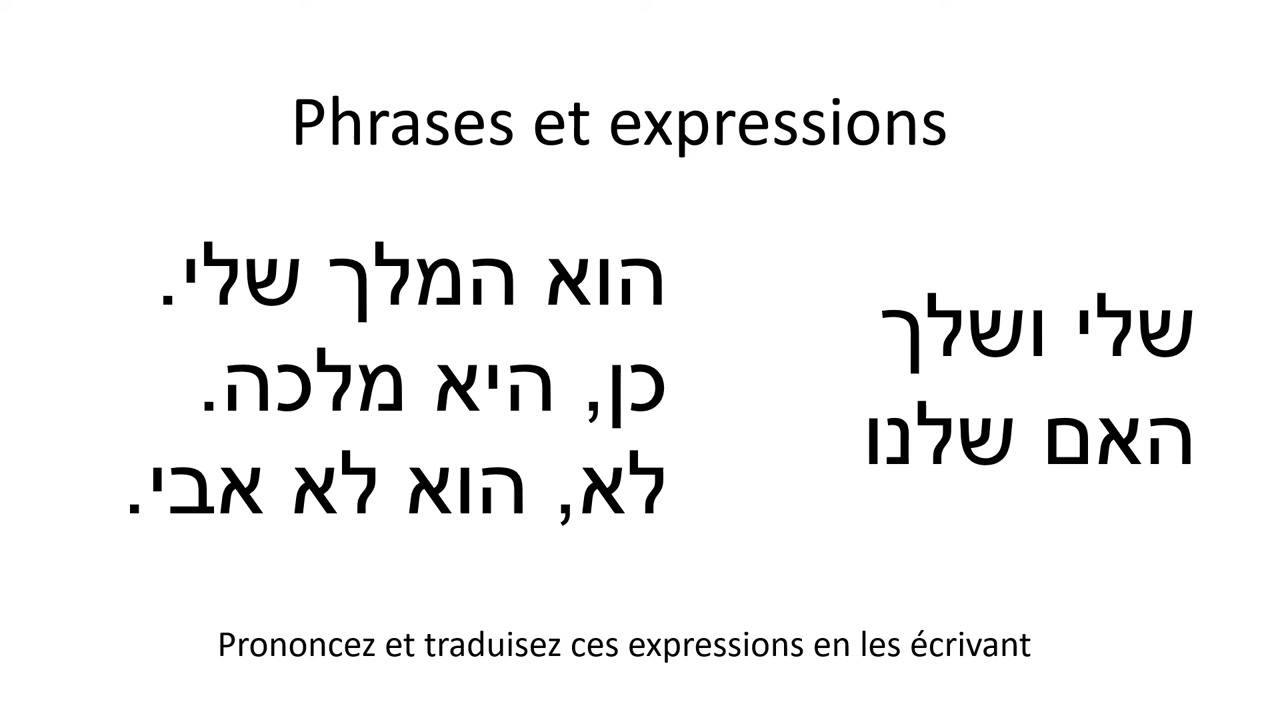 Phrases et expressions
שלי ושלך
האם שלנו
הוא המלך שלי.
כן, היא מלכה.
לא, הוא לא אבי.
Prononcez et traduisez ces expressions en les écrivant